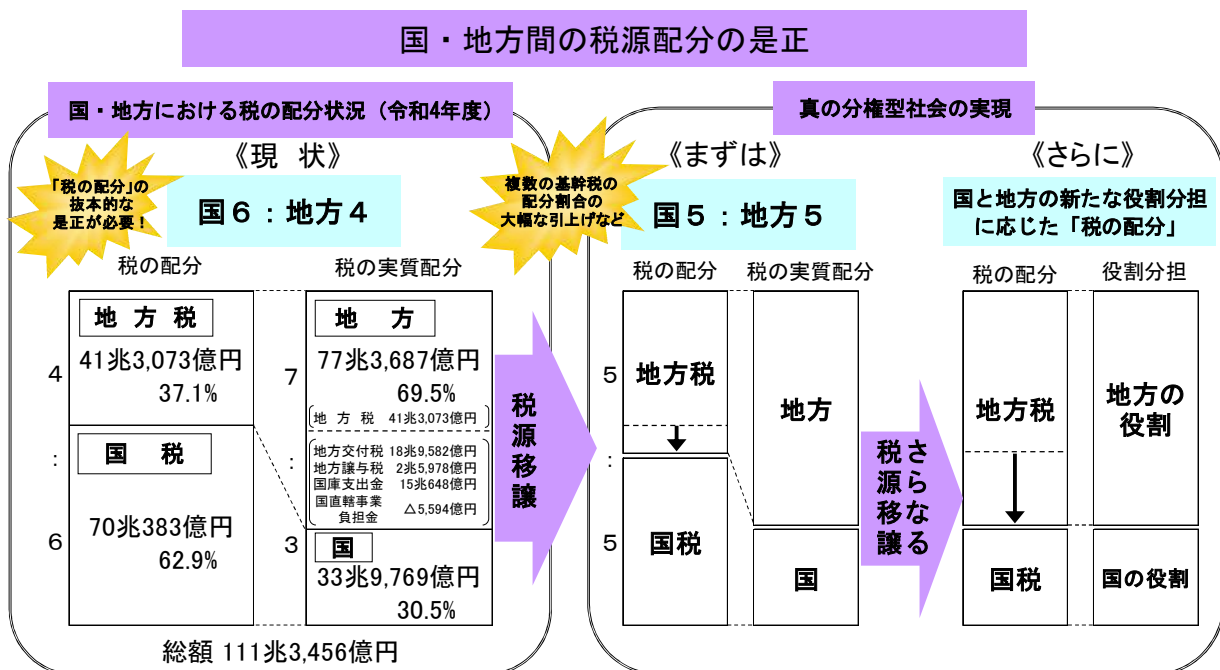 国・地方間の税源配分の是正
国・地方における税の配分状況（令和4年度）
《現 状》
「税の配分」の
抜本的な
是正が必要！
国６：地方４
税の配分
税の実質配分
地 方 税
41兆3,073億円
37.1%
国 税
70兆383億円
62.9%
4
：
6
地 方
77兆3,687億円
69.5%
地 方 税 41兆3,073億円
地方交付税 18兆9,582億円
地方譲与税 2兆5,978億円
国庫支出金 15兆648億円
国直轄事業
負担金
△5,594億円
国
33兆9,769億円
30.5%
7
：
3
総額 111兆3,456億円
税源移譲
真の分権型社会の実現
《まずは》
複数の基幹税の
配分割合の
大幅な引上げなど
国５：地方５
税の配分
税の実質配分
5
：
5
地方税
国税
地方
国
さらなる
税源移譲
《さらに》
国と地方の新たな役割分担
に応じた「税の配分」
税の配分
役割分担
地方税
国税
地方の
役割
国の役割